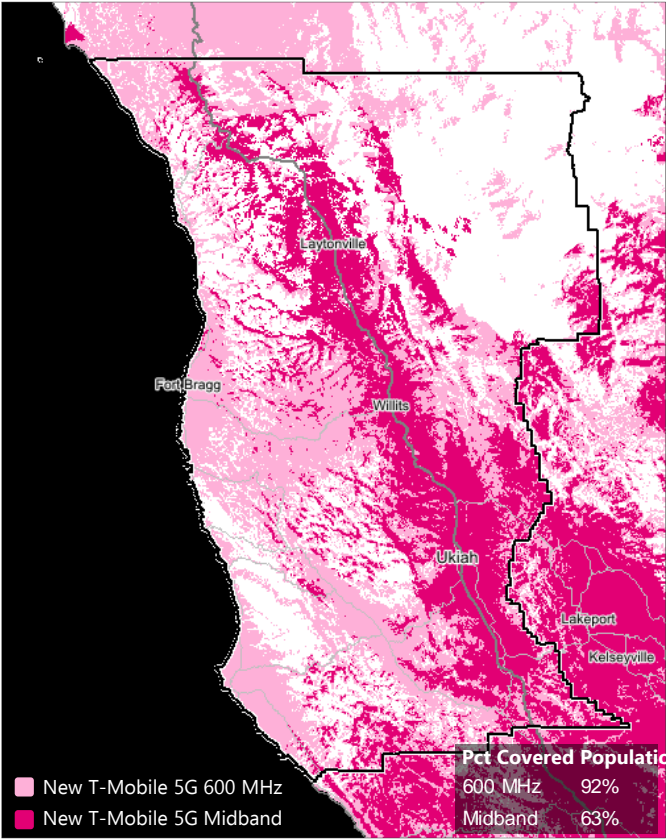 Laytonville
Fort Bragg
Willits
Ukiah
Lakeport
Kelseyville
New T-Mobile 5G 600 MHz
New T-Mobile 5G Midband
Pct Covered Populatio
600 MHz 92%
Midband 63%